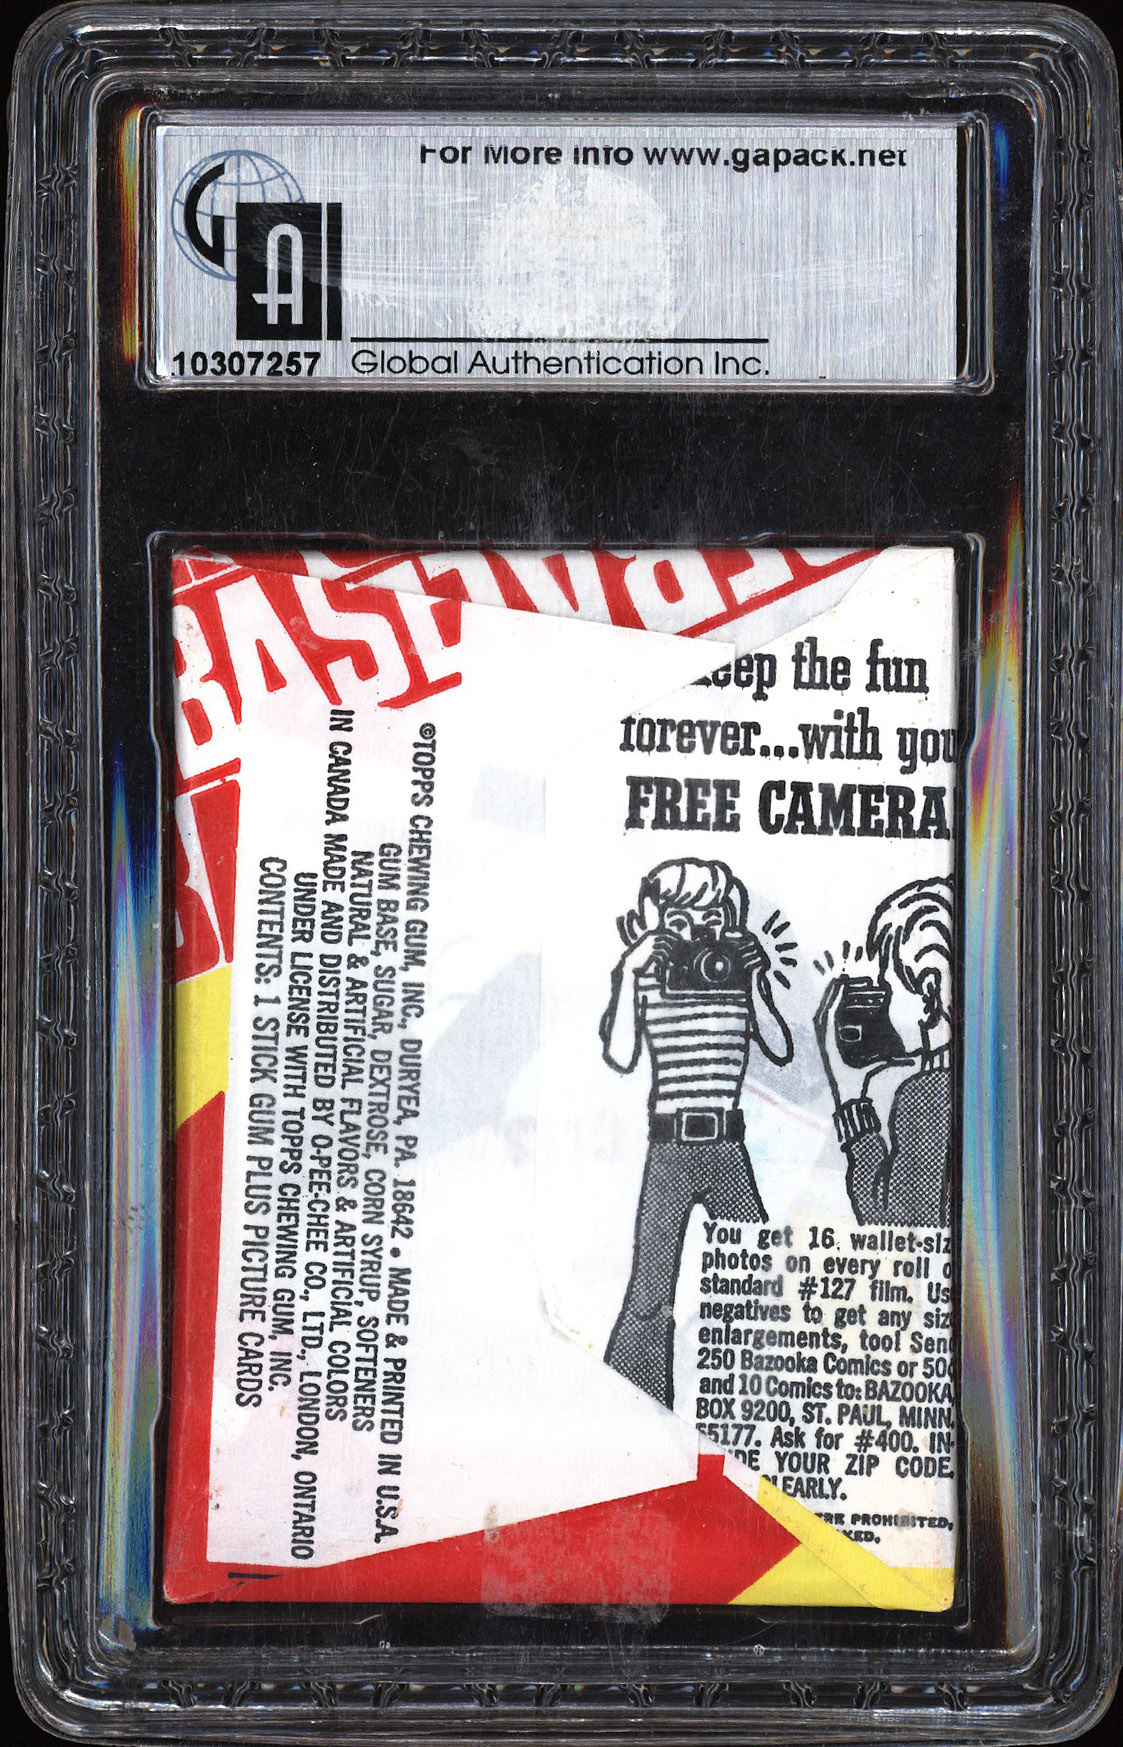 For More Info www.gapack.net
GA
10307257
Global Authentication Inc.
BASEBALL
the fun
forever...with you
FREE CAMERA
You get 16 wallet-siz
photos on every roll o
standard #127 film. Us
negatives to get any siz
enlargements, too! Send
250 Bazooka Comics or 50¢
and 10 Comics to: BAZOOKA
BOX 9200, ST. PAUL, MINN.
55177. Ask for #400. IN-
YOUR ZIP CODE.
PROHIBITED,
©TOPPS CHEWING GUM, INC., DURYEA, PA. 18642 • MADE & PRINTED IN U.S.A.
GUM BASE, SUGAR, DEXTROSE, CORN SYRUP, SOFTENERS
NATURAL & ARTIFICIAL FLAVORS & ARTIFICIAL COLORS
IN CANADA MADE AND DISTRIBUTED BY O-PEE-CHEE CO., LTD., LONDON, ONTARIO
UNDER LICENSE WITH TOPPS CHEWING GUM, INC.
CONTENTS: 1 STICK GUM PLUS PICTURE CARDS